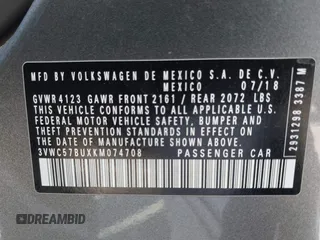 MFD BY VOLKSWAGEN DE MEXICO S.A. DE C.V.
MEXICO 07/18
GVWR 4123 GAWR FRONT 2161 / REAR 2072 LBS
THIS VEHICLE CONFORMS TO ALL APPLICABLE U.S.
FEDERAL MOTOR VEHICLE SAFETY, BUMPER AND
THEFT PREVENTION STANDARDS IN EFFECT ON THE
DATE OF MANUFACTURE SHOWN ABOVE
3VWC57BUXKM074708 PASSENGER CAR
2931298 3387 M
DREAMBID
dreambid.com